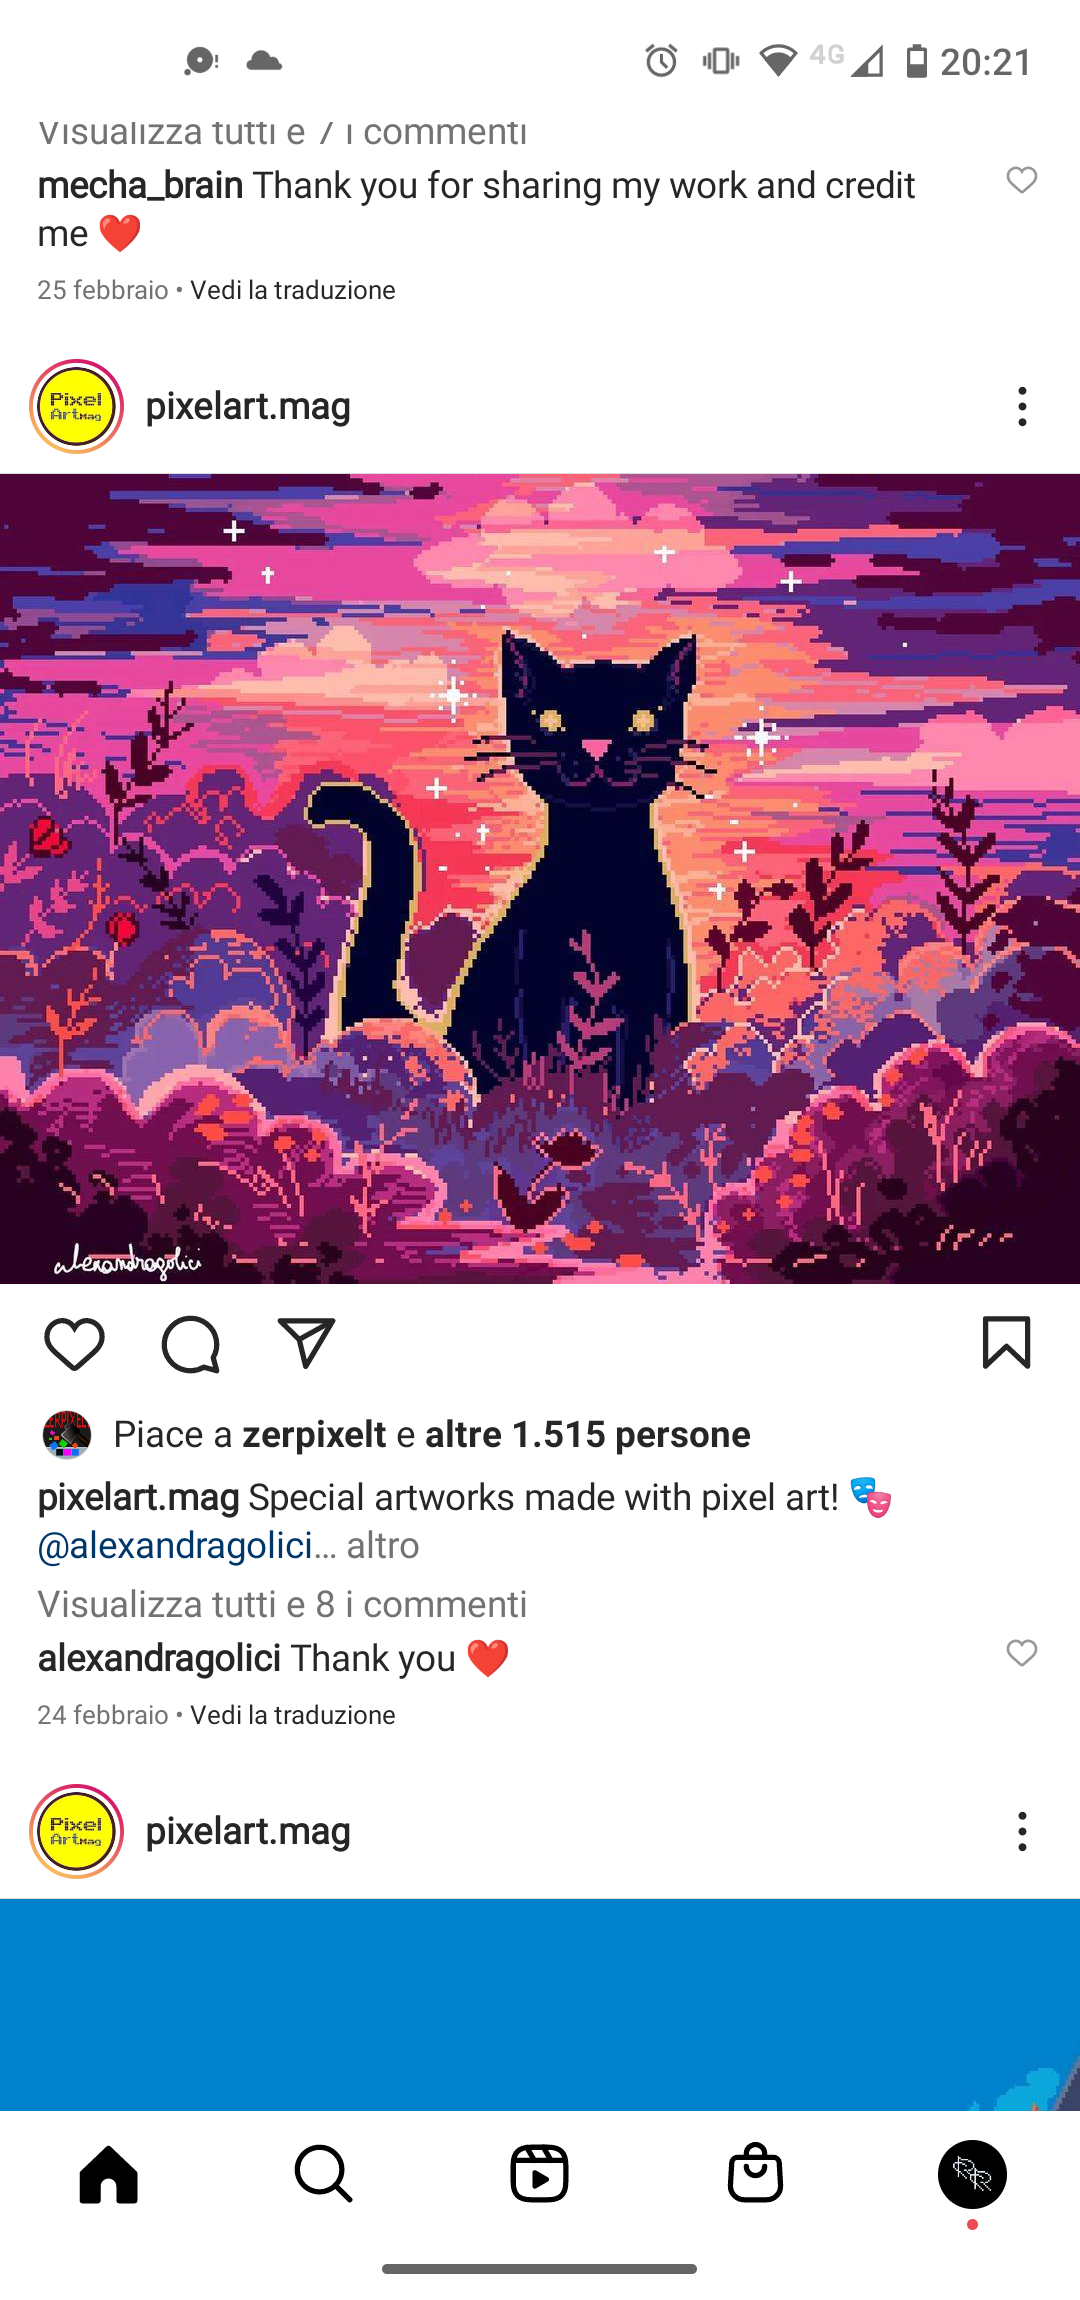 4G 20:21
Visualizza tutti e 7 i commenti
mecha_brain Thank you for sharing my work and credit
me ❤️
25 febbraio • Vedi la traduzione
Pixel
Art Mag
pixelart.mag
alexandragolici
Piace a zerpixelt e altre 1.515 persone
pixelart.mag Special artworks made with pixel art! 🎭
@alexandragolici... altro
Visualizza tutti e 8 i commenti
alexandragolici Thank you ❤️
24 febbraio • Vedi la traduzione
Pixel
Art Mag
pixelart.mag